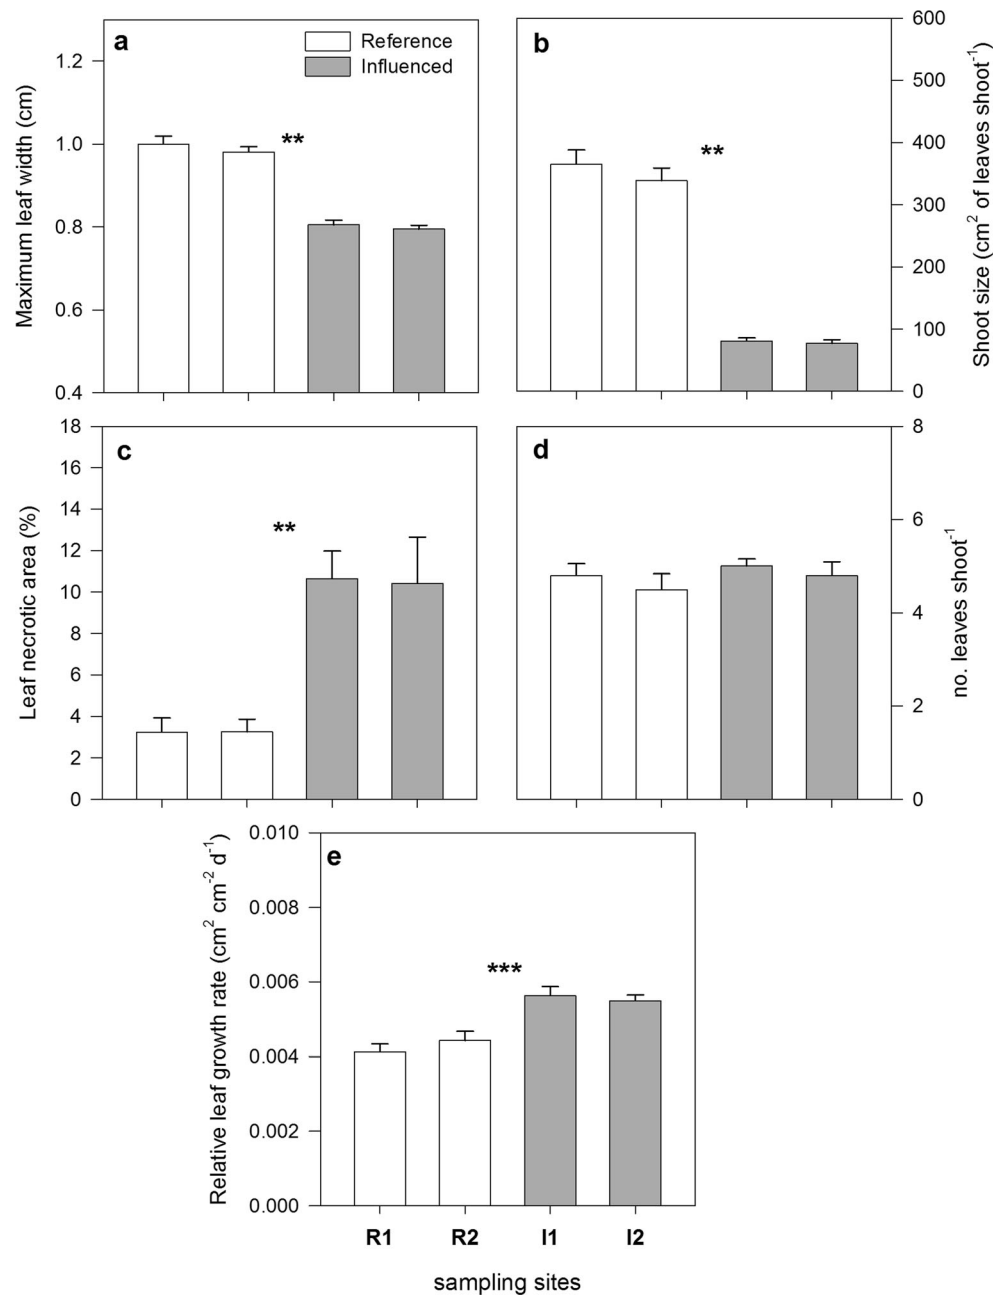 a
Reference
Influenced
1.2
1.0
0.8
0.6
0.4
Maximum leaf width (cm)
**
b
600
500
400
300
200
100
0
Shoot size (cm² of leaves shoot⁻¹)
**
c
18
16
14
12
10
8
6
4
2
0
Leaf necrotic area (%)
**
d
8
6
4
2
0
no. leaves shoot⁻¹
e
0.010
0.008
0.006
0.004
0.002
0.000
Relative leaf growth rate (cm² cm⁻² d⁻¹)
***
R1 R2 I1 I2
sampling sites